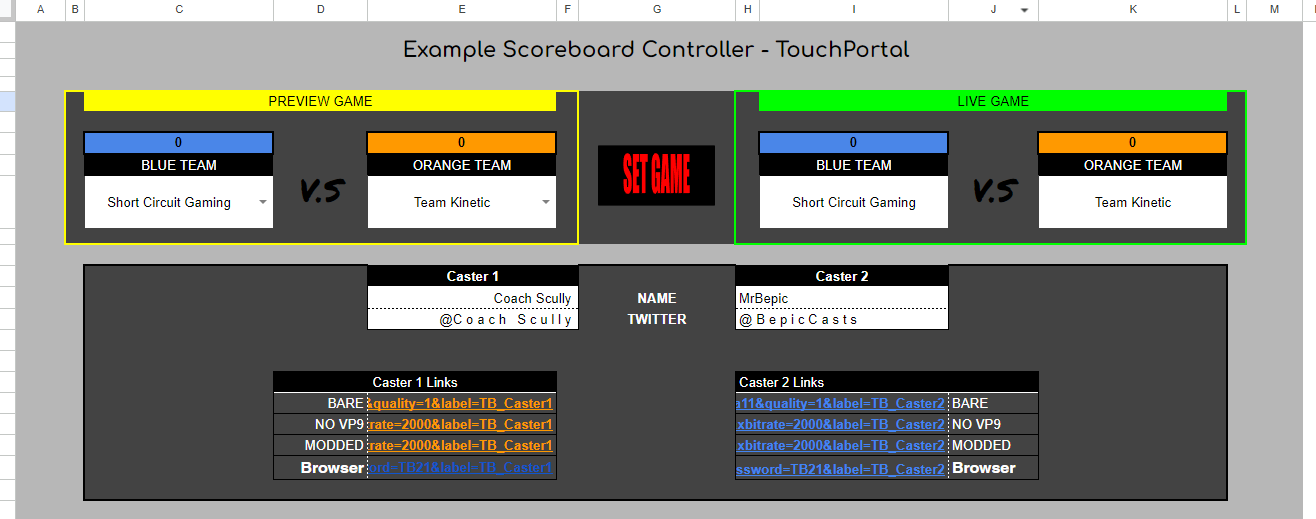 A B C D E F G H I J K L M
Example Scoreboard Controller - TouchPortal
PREVIEW GAME
LIVE GAME
0 0 0 0
BLUE TEAM ORANGE TEAM BLUE TEAM ORANGE TEAM
V.S SET GAME V.S
Short Circuit Gaming Team Kinetic Short Circuit Gaming Team Kinetic
Caster 1 Caster 2
Coach Scully NAME MrBepic
@Coach Scully TWITTER @BepicCasts
Caster 1 Links Caster 2 Links
BARE &quality=1&label=TB_Caster1 a11&quality=1&label=TB_Caster2 BARE
NO VP9 rate=2000&label=TB_Caster1 xbitrate=2000&label=TB_Caster2 NO VP9
MODDED rate=2000&label=TB_Caster1 xbitrate=2000&label=TB_Caster2 MODDED
Browser ord=TB21&label=TB_Caster1 ssword=TB21&label=TB_Caster2 Browser